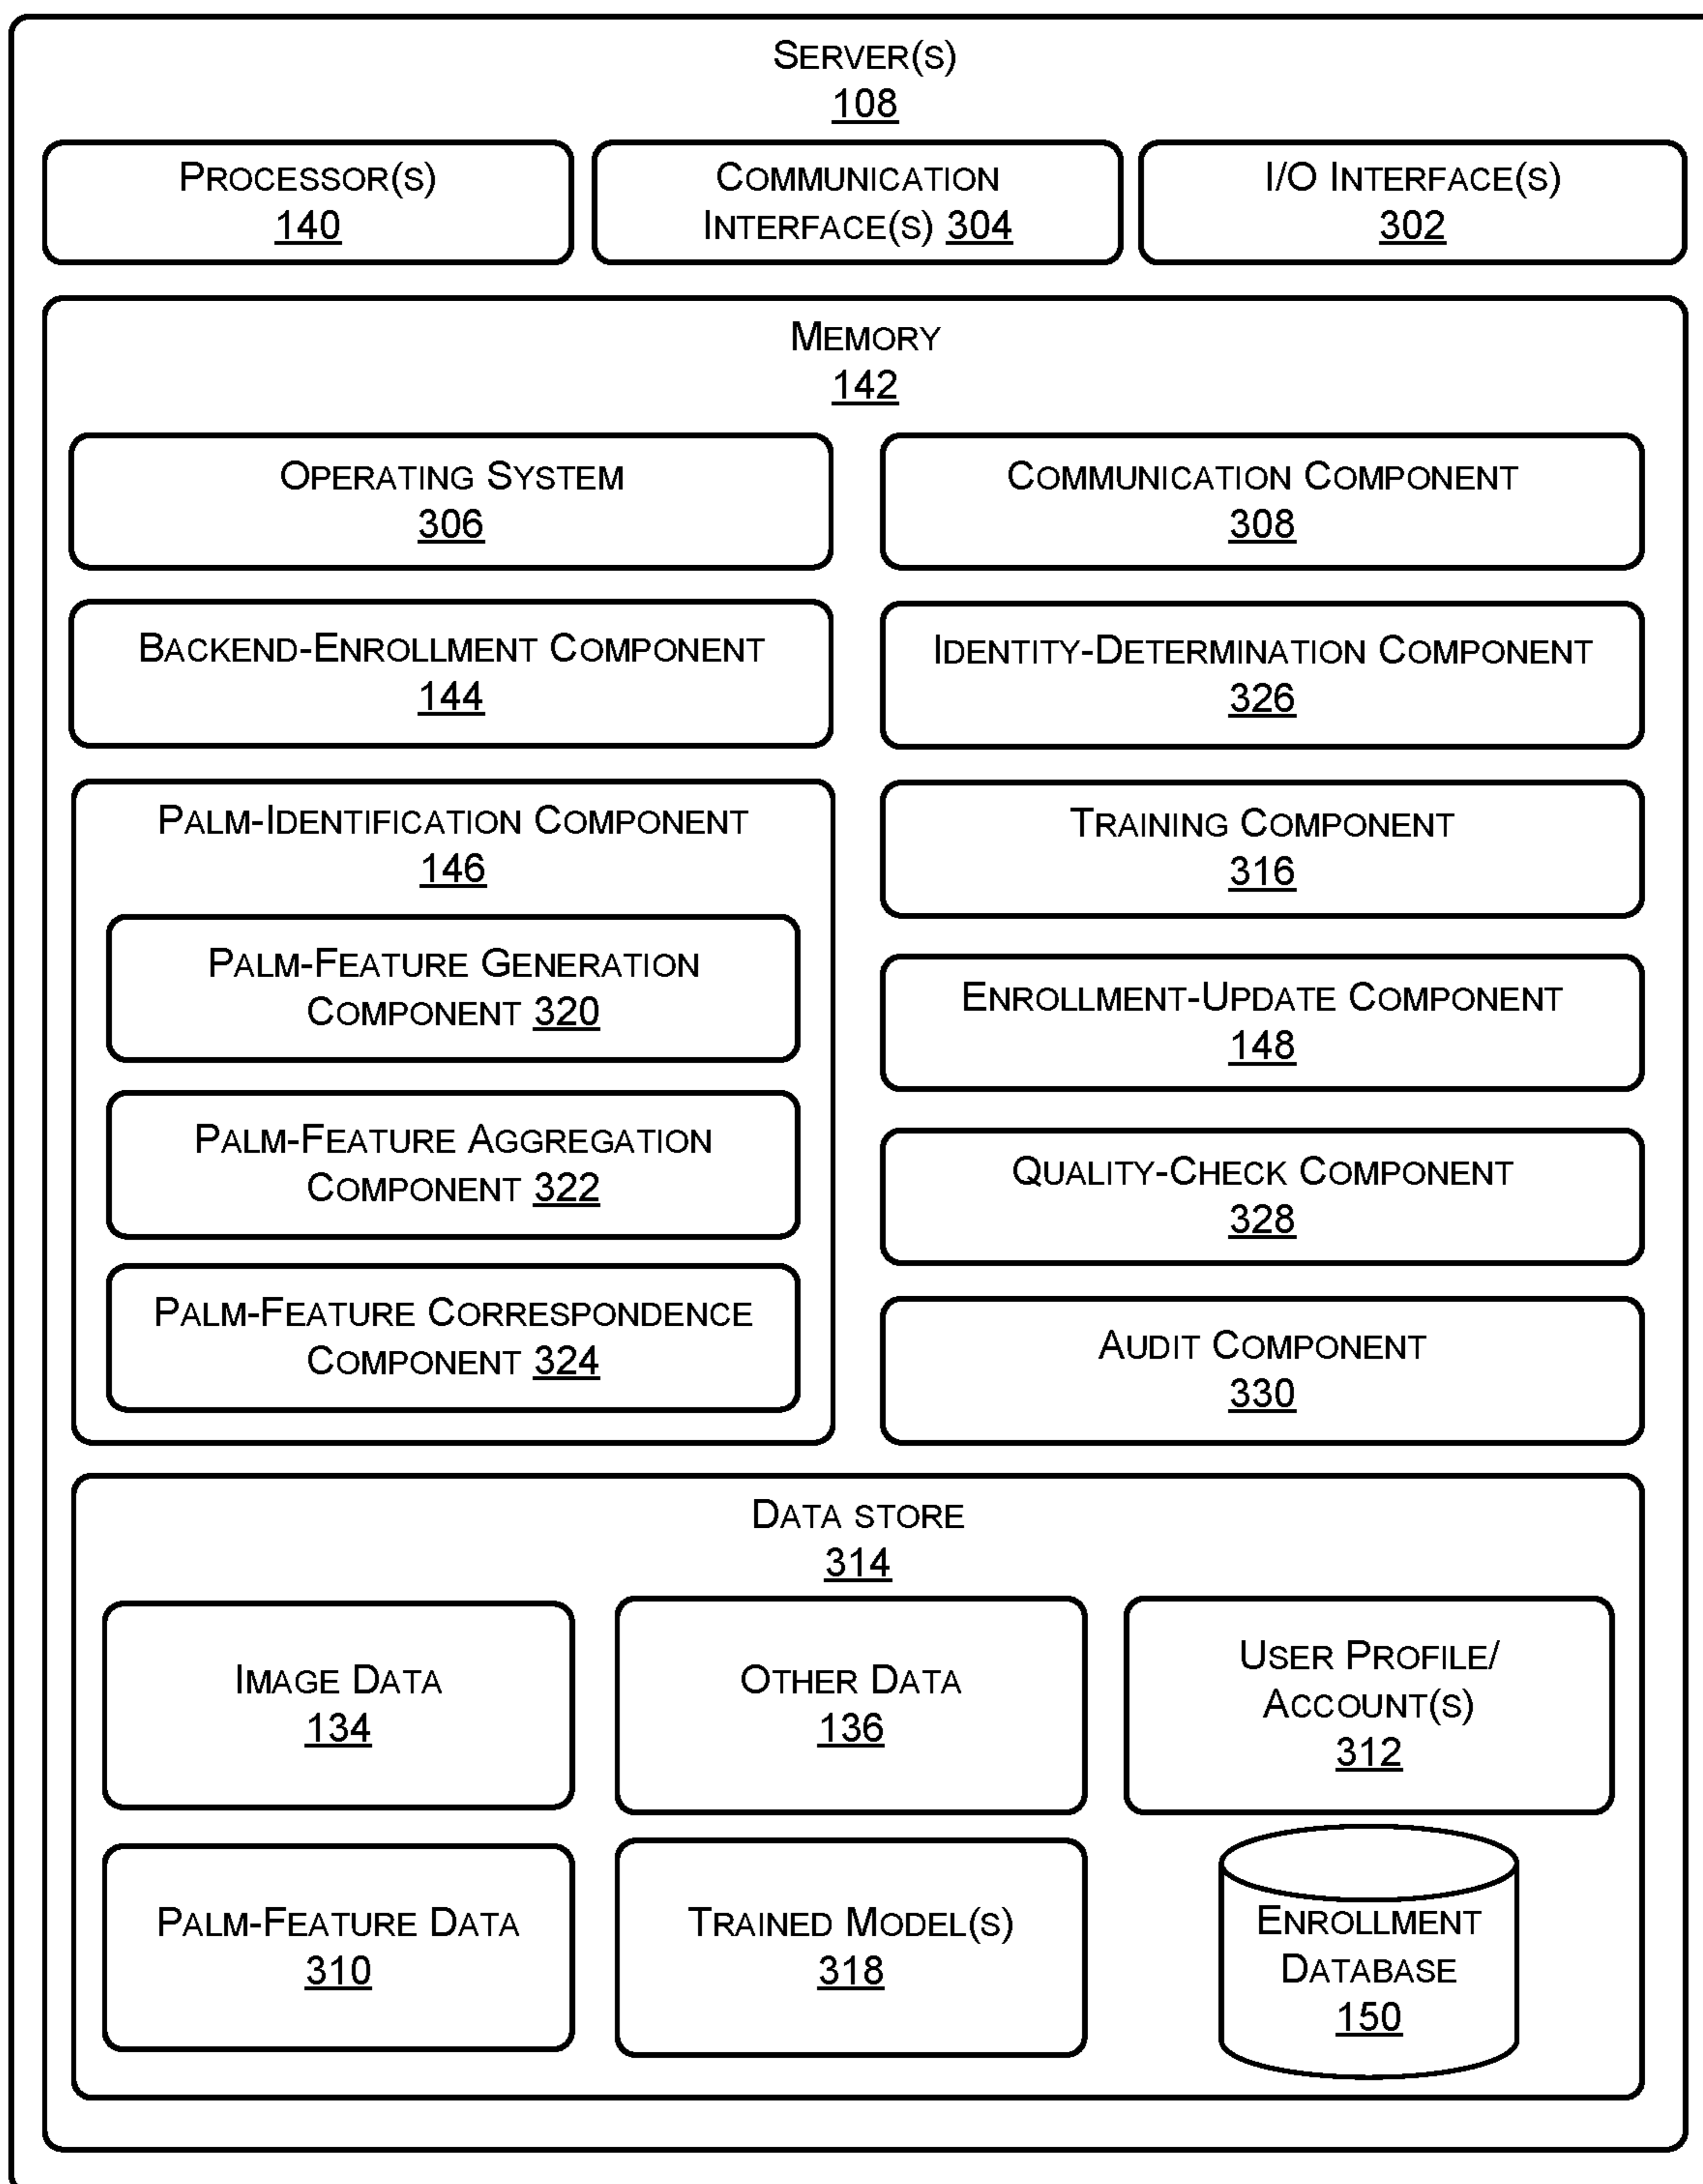 SERVER(S)
108
PROCESSOR(S)
140
COMMUNICATION
INTERFACE(S) 304
I/O INTERFACE(S)
302
MEMORY
142
OPERATING SYSTEM
306
COMMUNICATION COMPONENT
308
BACKEND-ENROLLMENT COMPONENT
144
IDENTITY-DETERMINATION COMPONENT
326
PALM-IDENTIFICATION COMPONENT
146
PALM-FEATURE GENERATION
COMPONENT 320
PALM-FEATURE AGGREGATION
COMPONENT 322
PALM-FEATURE CORRESPONDENCE
COMPONENT 324
TRAINING COMPONENT
316
ENROLLMENT-UPDATE COMPONENT
148
QUALITY-CHECK COMPONENT
328
AUDIT COMPONENT
330
DATA STORE
314
IMAGE DATA
134
OTHER DATA
136
USER PROFILE/
ACCOUNT(S)
312
PALM-FEATURE DATA
310
TRAINED MODEL(S)
318
ENROLLMENT
DATABASE
150